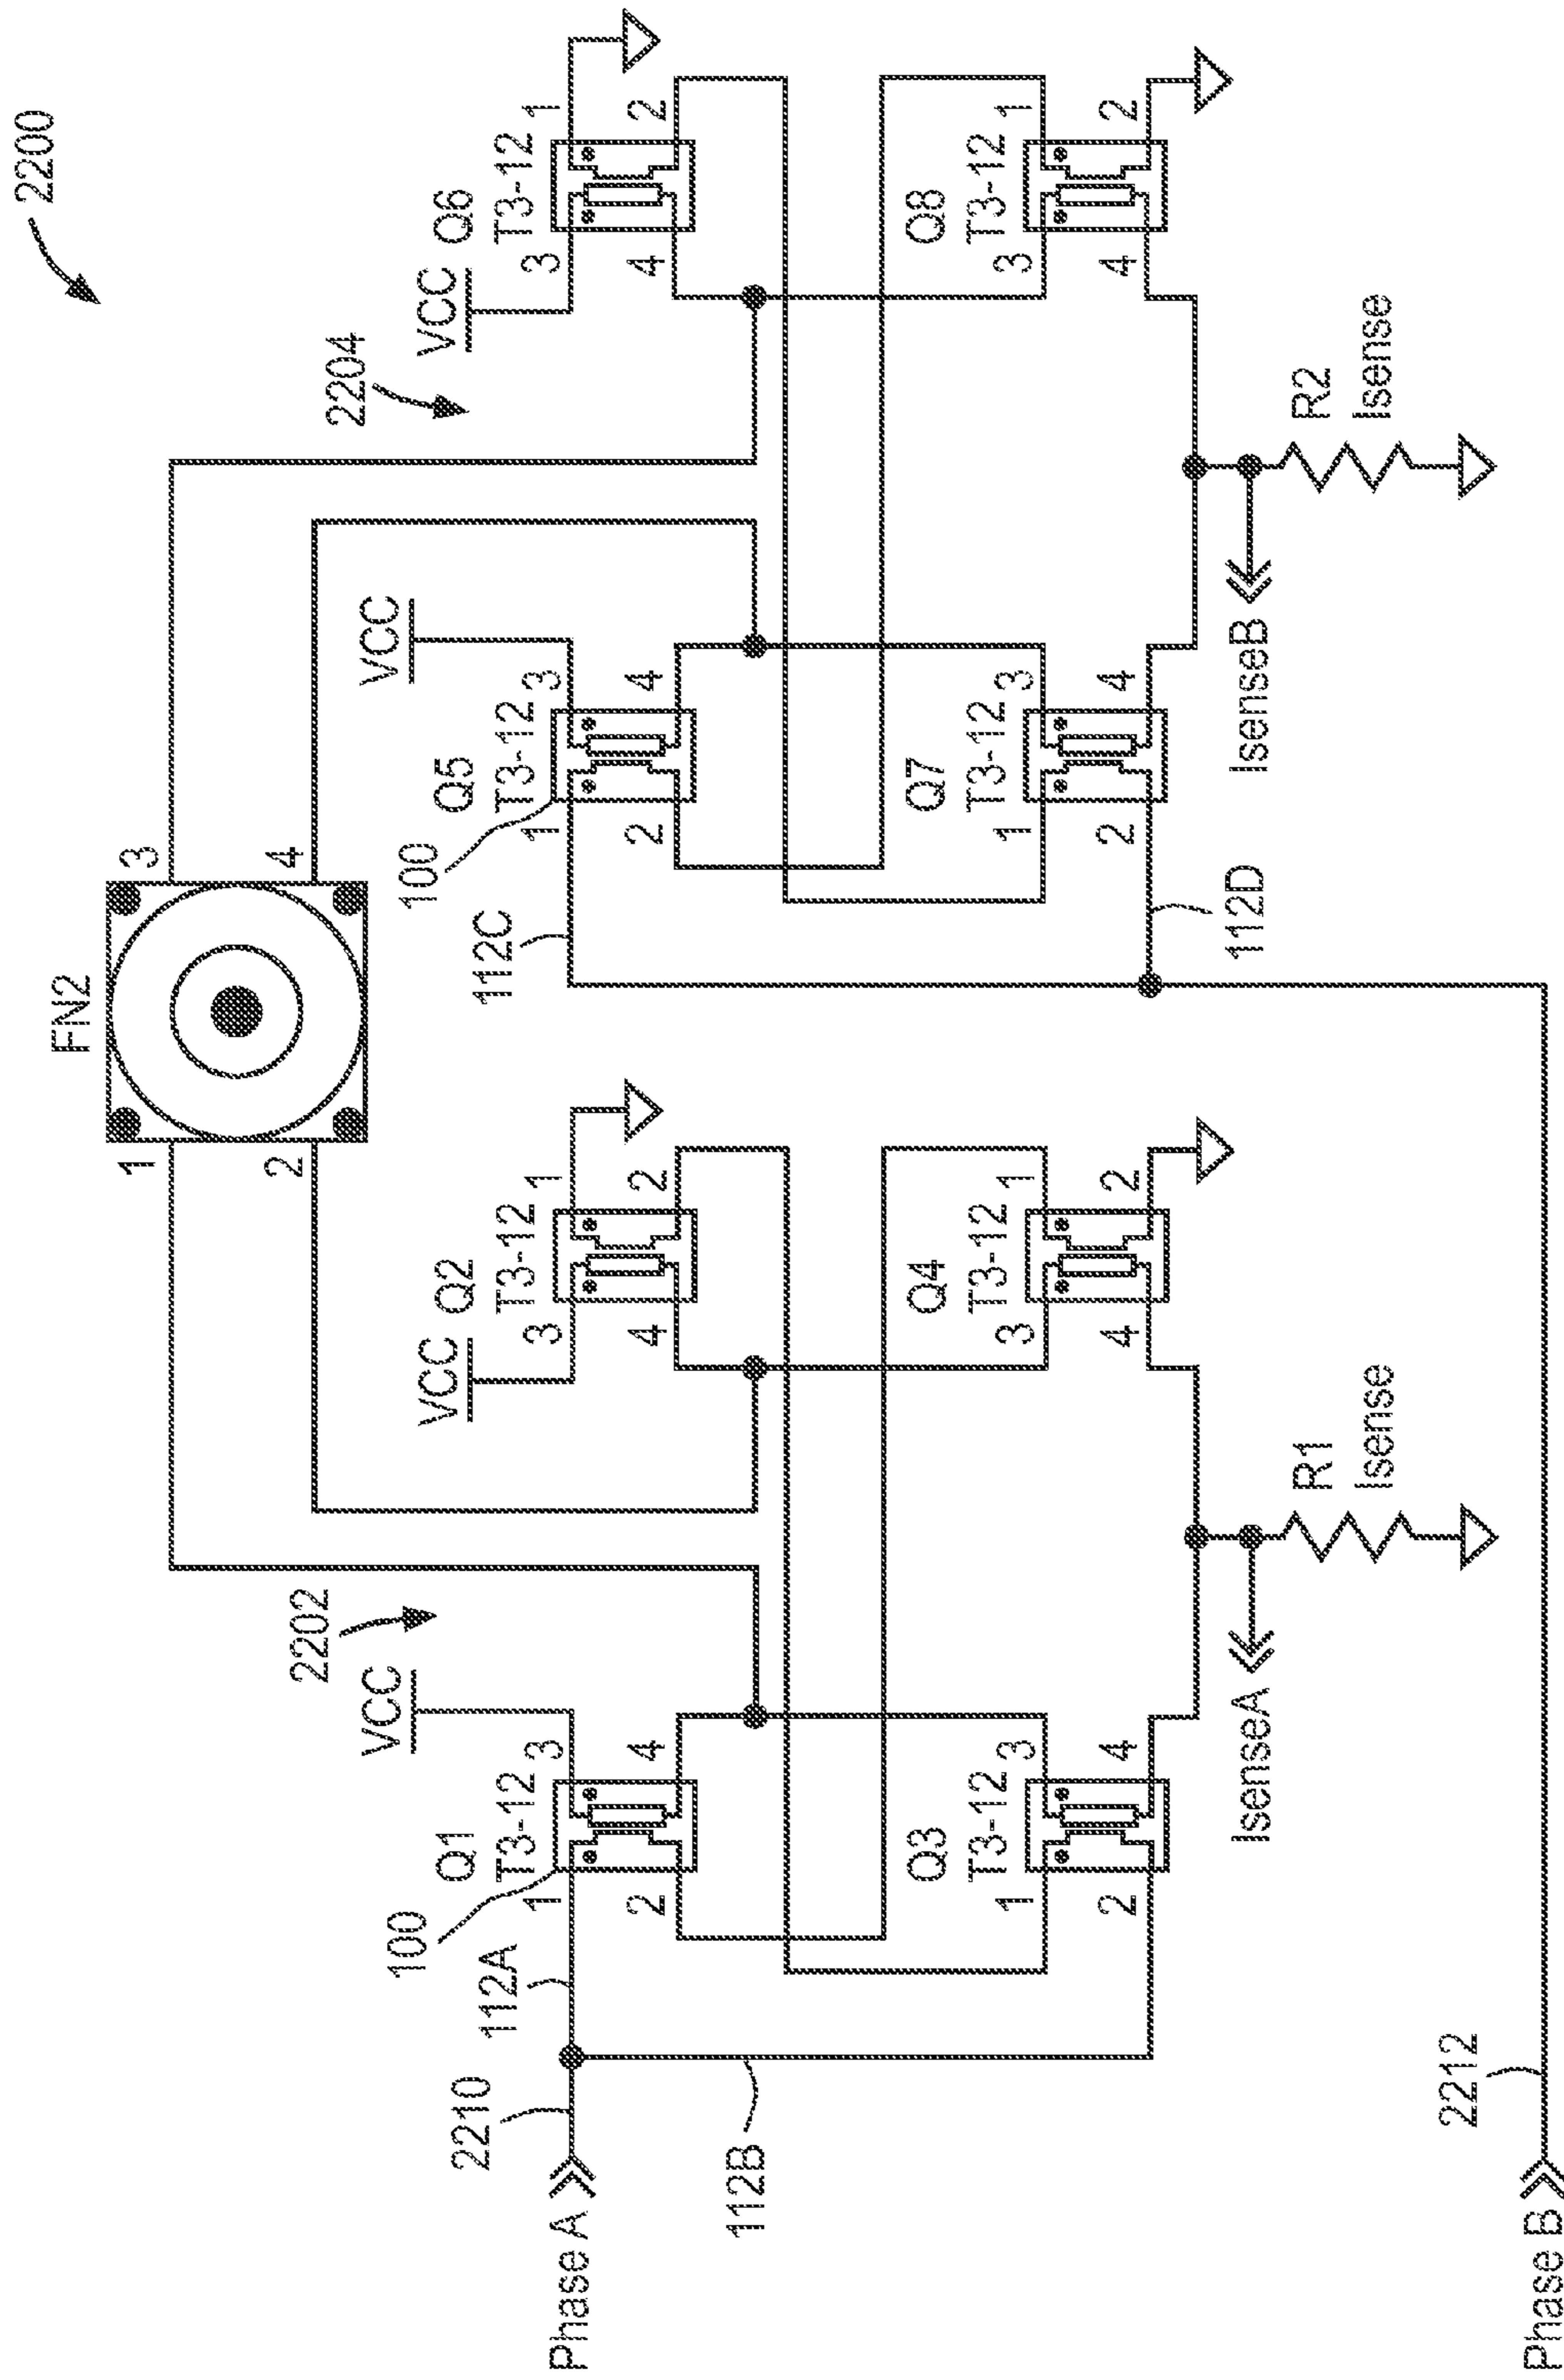 2200
FN2
1
2
3
4
2202
2204
VCC
VCC
VCC
VCC
Q1
T3-12
1
2
3
4
100
Q2
T3-12
3
4
1
2
Q5
T3-12
1
2
3
4
100
Q6
T3-12
3
4
1
2
2210
112A
112C
Phase A
112B
Q3
T3-12
1
2
3
4
Q4
T3-12
3
4
1
2
Q7
T3-12
1
2
3
4
112D
Q8
T3-12
3
4
1
2
IsenseA
R1
Isense
IsenseB
R2
Isense
2212
Phase B